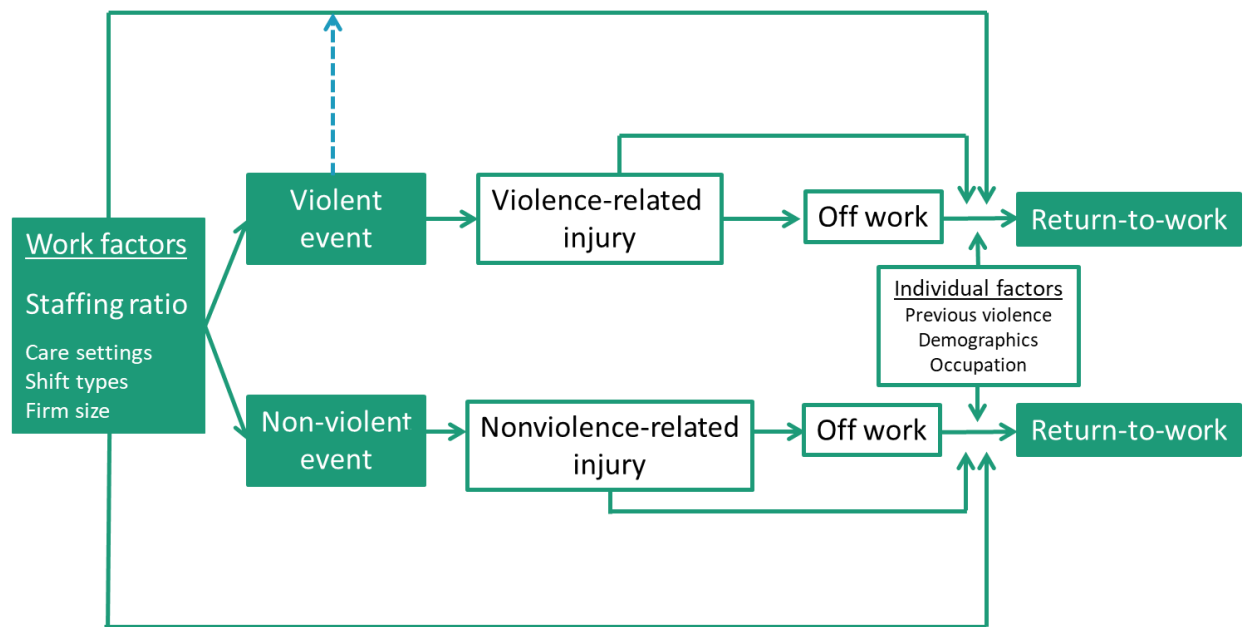 Work factors
Staffing ratio
Care settings
Shift types
Firm size
Violent
event
Violence-related
injury
Off work
Return-to-work
Individual factors
Previous violence
Demographics
Occupation
Non-violent
event
Nonviolence-related
injury
Off work
Return-to-work